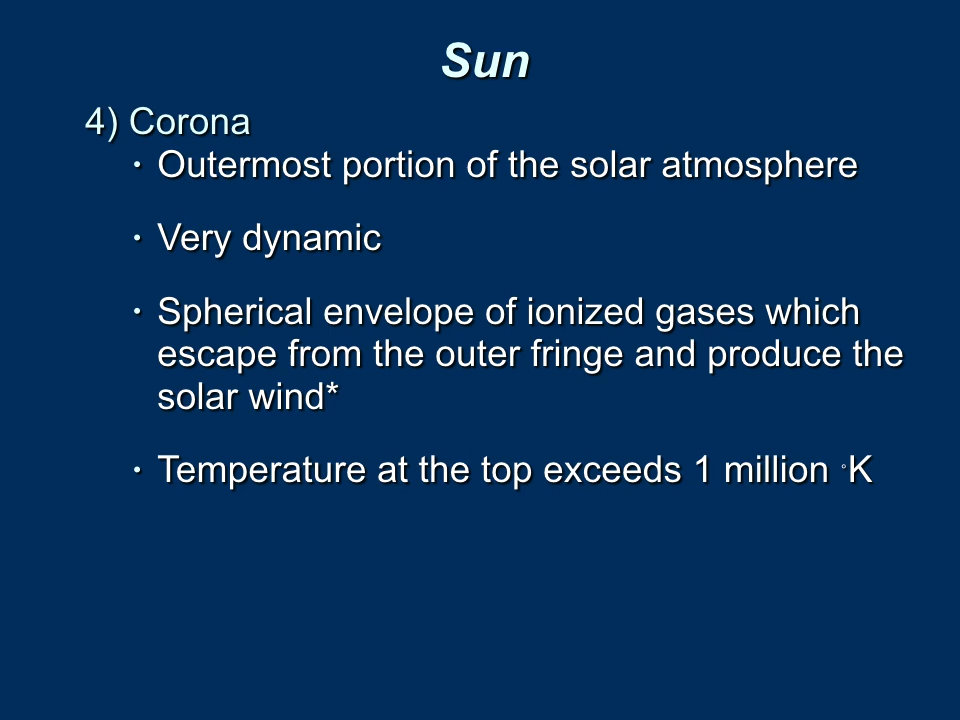 Sun
4) Corona
· Outermost portion of the solar atmosphere
· Very dynamic
· Spherical envelope of ionized gases which
escape from the outer fringe and produce the
solar wind*
· Temperature at the top exceeds 1 million °K